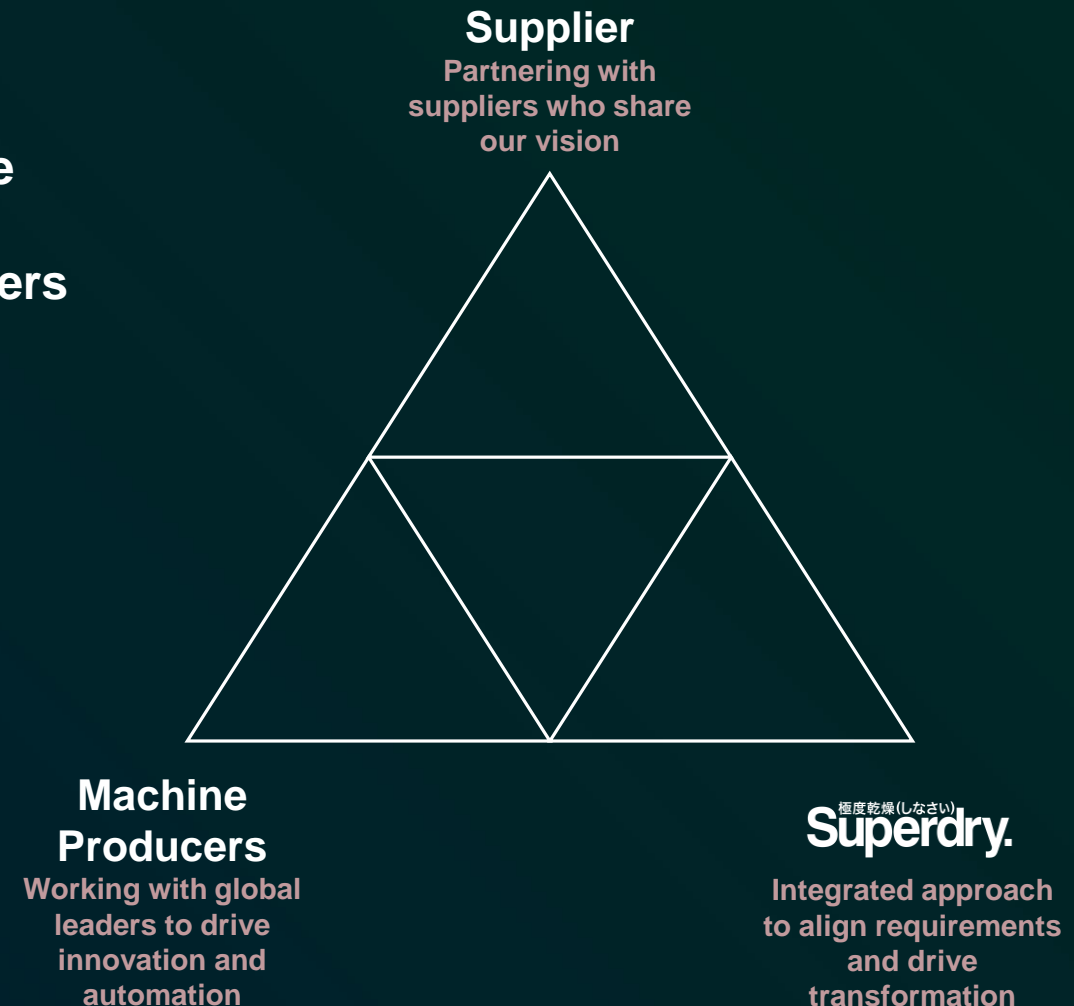 Supplier
Partnering with
suppliers who share
our vision
e
ers
Machine
Producers
Working with global
leaders to drive
innovation and
automation
極度乾燥(しなさい)
Superdry.
Integrated approach
to align requirements
and drive
transformation